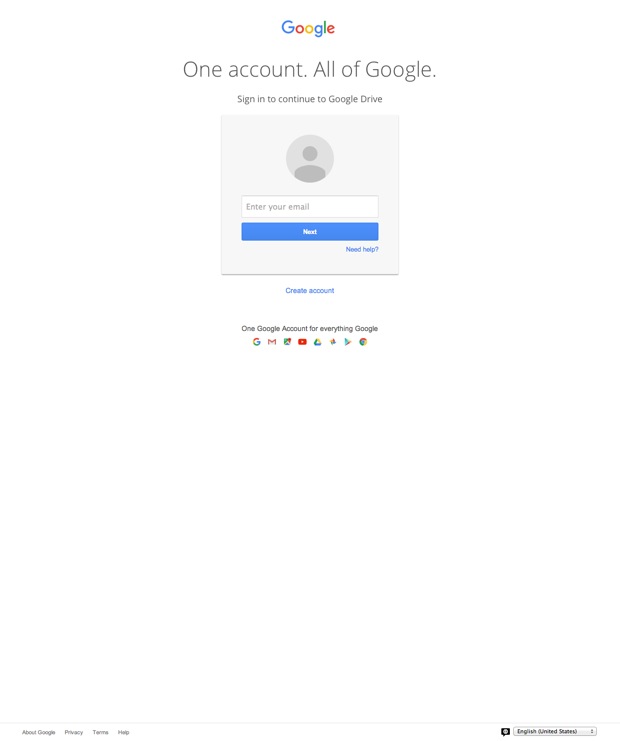 Google
One account. All of Google.
Sign in to continue to Google Drive
Enter your email
Next
Need help?
Create account
One Google Account for everything Google
About Google Privacy Terms Help English (United States)